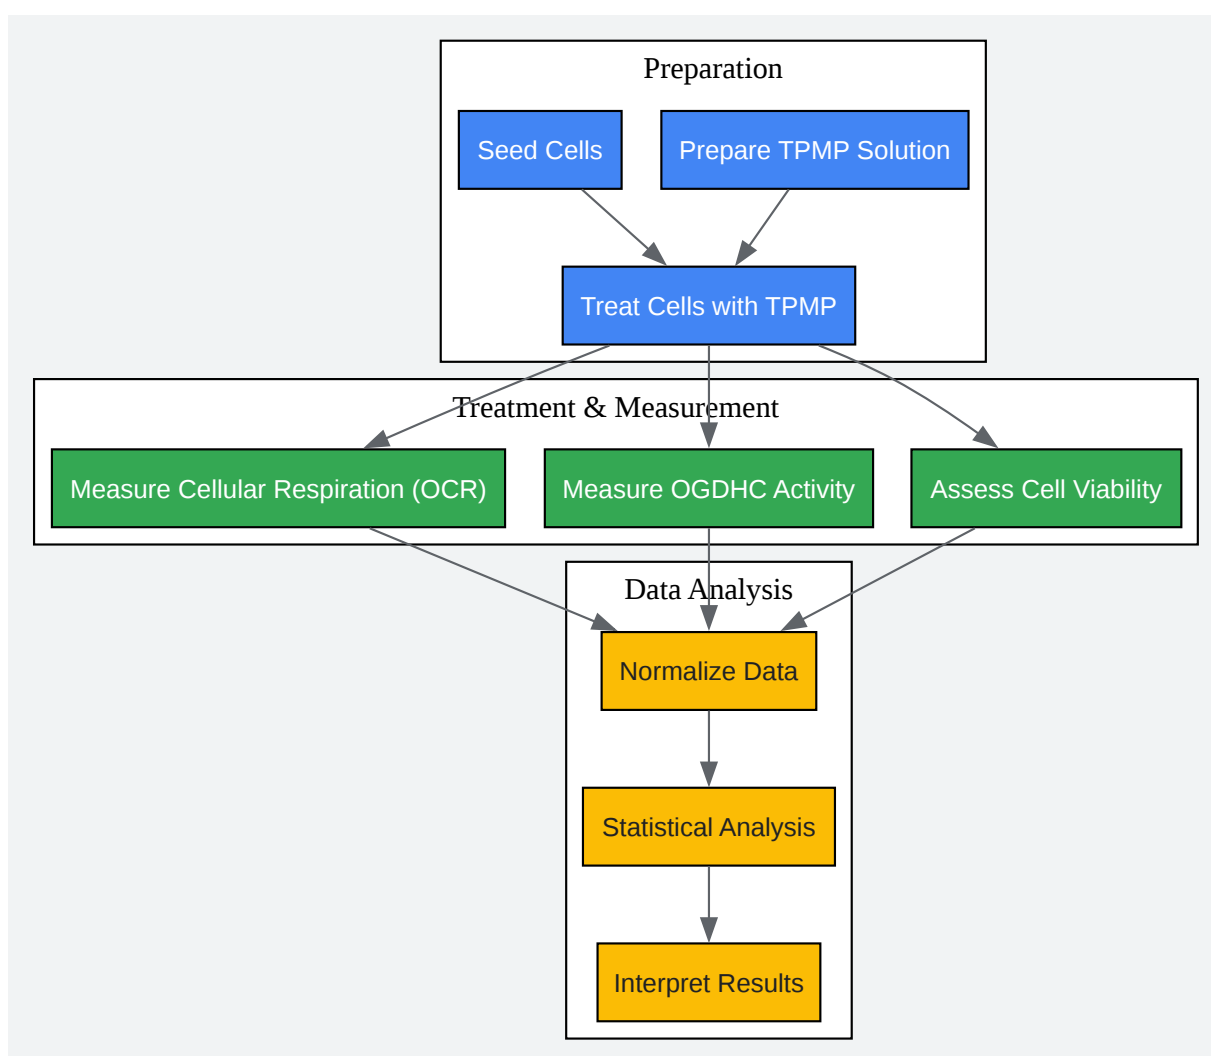 Preparation
Seed Cells
Prepare TPMP Solution
Treat Cells with TPMP
Treatment & Measurement
Measure Cellular Respiration (OCR)
Measure OGDHC Activity
Assess Cell Viability
Data Analysis
Normalize Data
Statistical Analysis
Interpret Results